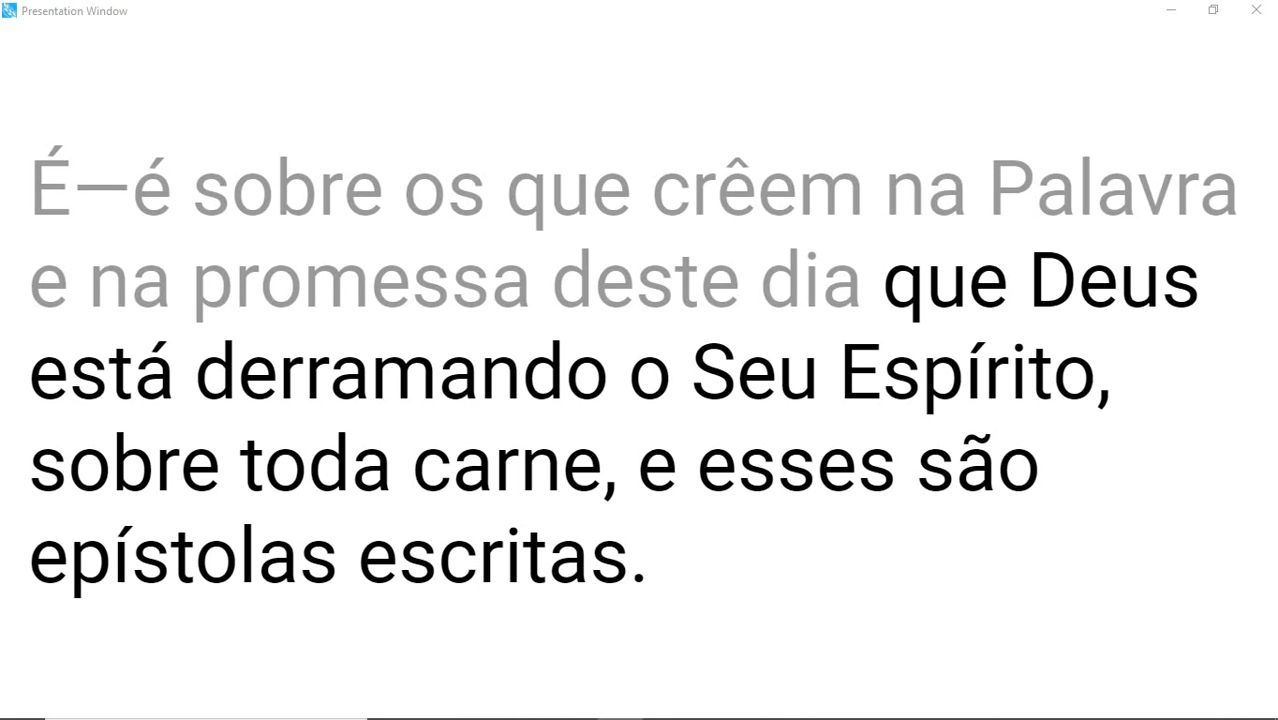 Presentation Window
É—é sobre os que crêem na Palavra
e na promessa deste dia que Deus
está derramando o Seu Espírito,
sobre toda carne, e esses são
epístolas escritas.